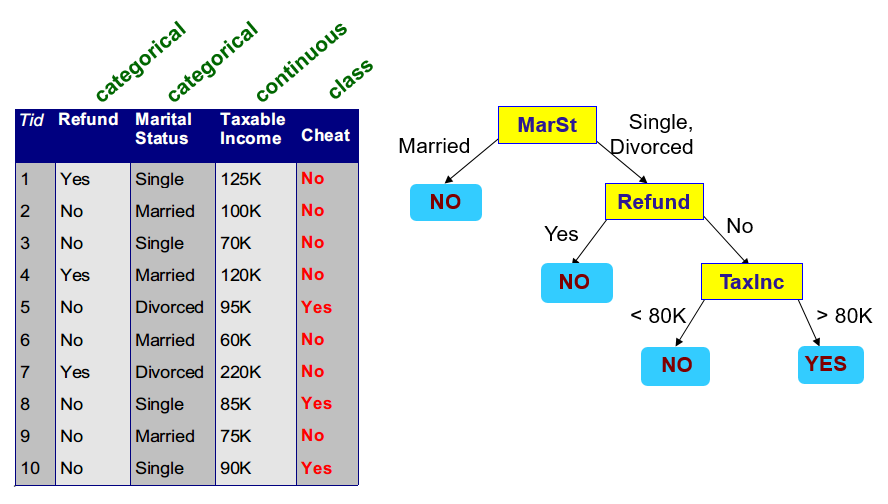 categorical
categorical
continuous
class
Tid Refund Marital Status Taxable Income Cheat
1 Yes Single 125K No
2 No Married 100K No
3 No Single 70K No
4 Yes Married 120K No
5 No Divorced 95K Yes
6 No Married 60K No
7 Yes Divorced 220K No
8 No Single 85K Yes
9 No Married 75K No
10 No Single 90K Yes
MarSt
Married
Single,
Divorced
NO
Refund
Yes
No
NO
TaxInc
< 80K
> 80K
NO
YES